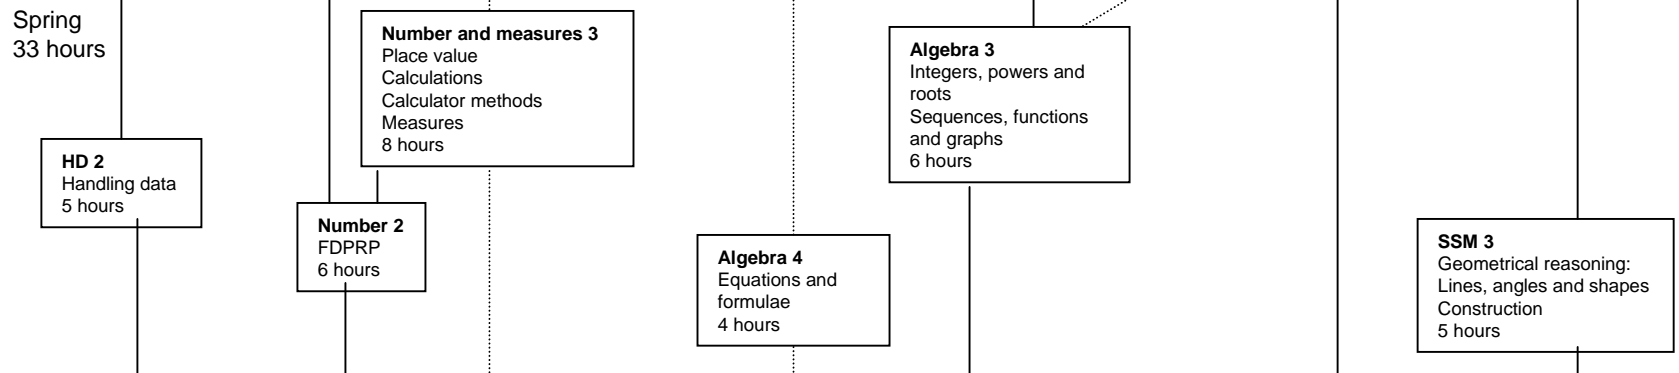 Spring
33 hours
HD 2
Handling data
5 hours
Number and measures 3
Place value
Calculations
Calculator methods
Measures
8 hours
Number 2
FDPRP
6 hours
Algebra 4
Equations and
formulae
4 hours
Algebra 3
Integers, powers and
roots
Sequences, functions
and graphs
6 hours
SSM 3
Geometrical reasoning:
Lines, angles and shapes
Construction
5 hours